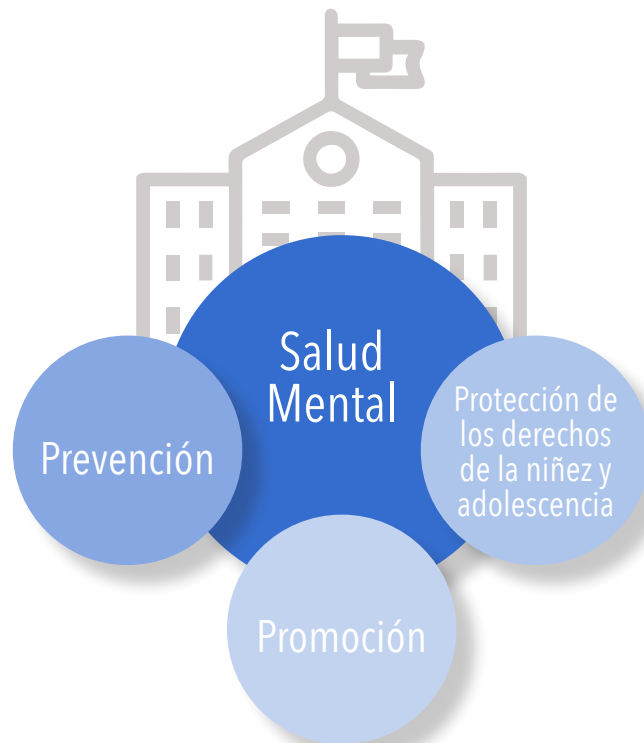 Salud
Mental
Prevención
Protección de
los derechos
de la niñez y
adolescencia
Promoción